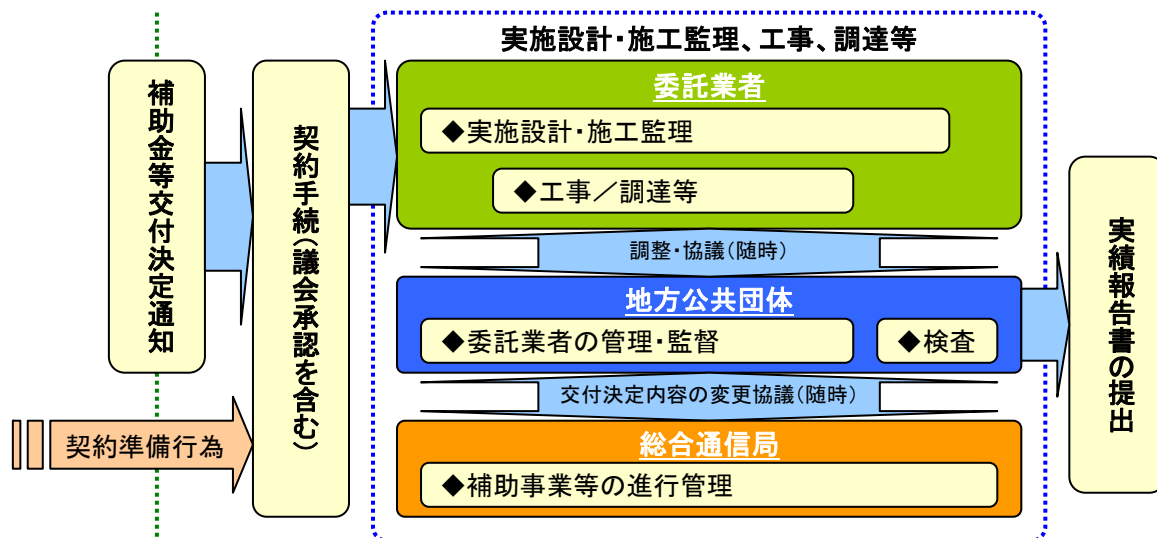 実施設計・施工監理、工事、調達等
補助金等交付決定通知
契約手続(議会承認を含む)
委託業者
◆実施設計・施工監理
◆工事／調達等
調整・協議(随時)
地方公共団体
◆委託業者の管理・監督
◆検査
交付決定内容の変更協議(随時)
総合通信局
◆補助事業等の進行管理
契約準備行為
実績報告書の提出